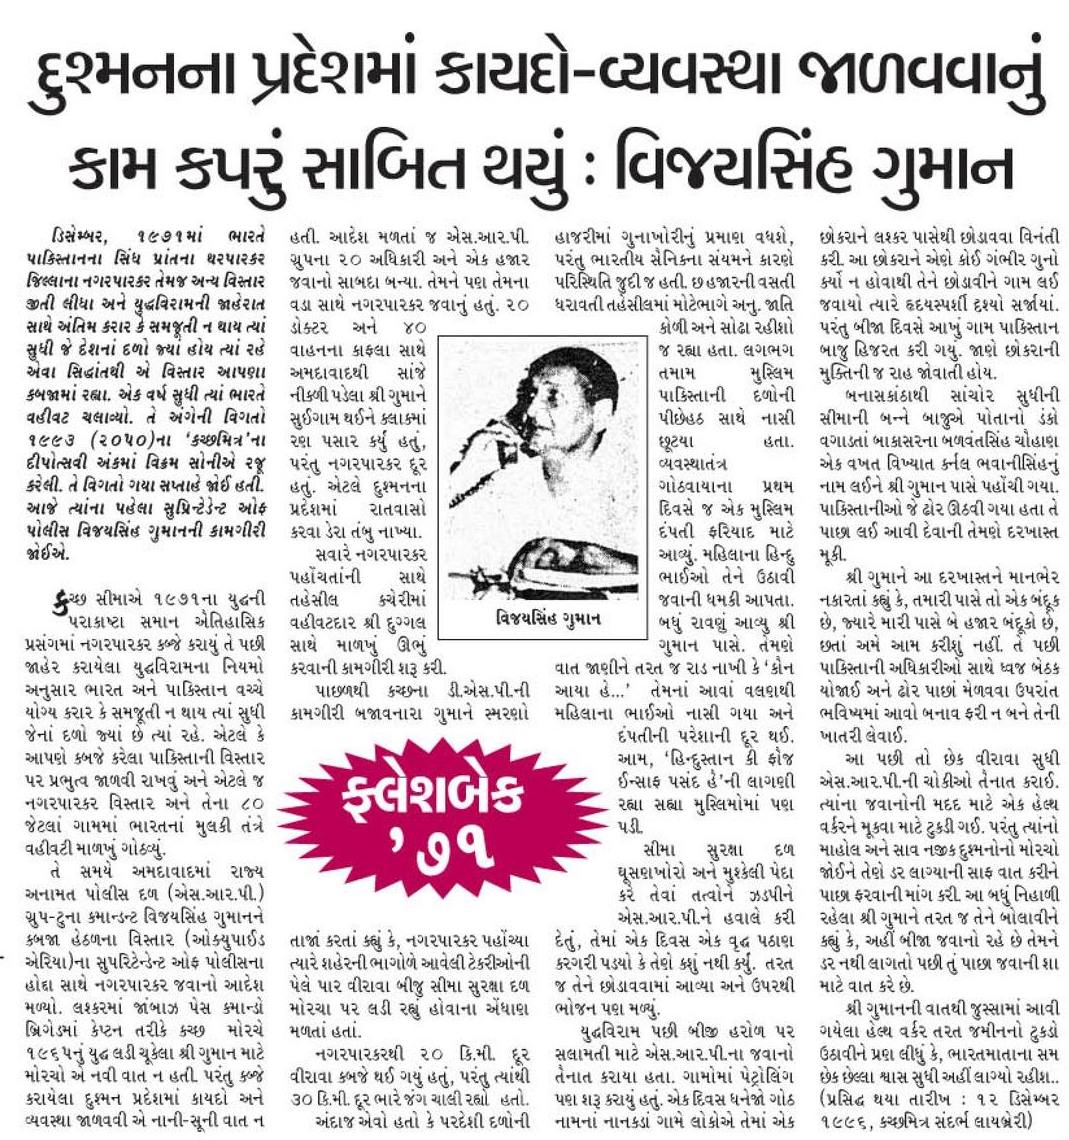 દુશ્મનના પ્રદેશમાં કાયદો-વ્યવસ્થા જાળવવાનું
કામ કપરું સાબિત થયું : વિજયસિંહ ગુમાન
ડિસેમ્બર, ૧૯૭૧માં ભારતે
પાકિસ્તાનના સિંધ પ્રાંતના થરપારકર
જિલ્લાના નગરપારકર તેમજ અન્ય વિસ્તાર
જીતી લીધા અને યુદ્ધવિરામની જાહેરાત
સાથે અંતિમ કરાર કે સમજૂતી ન થાય ત્યાં
સુધી જે દેશનાં દળો જ્યાં હોય ત્યાં રહે
એવા સિદ્ધાંતથી એ વિસ્તાર આપણા
કબજામાં રહ્યા. એક વર્ષ સુધી ત્યાં ભારતે
વહીવટ ચલાવ્યો. તે અંગેની વિગતો
૧૯૯૩ (૨૦૫૦)ના ‘કચ્છમિત્ર’ના
દીપોત્સવી અંકમાં વિક્રમ સોનીએ રજૂ
કરેલી. તે વિગતો ગયા સપ્તાહે જોઈ હતી.
આજે ત્યાંના પહેલા સુપ્રિન્ટેન્ડેન્ટ ઓફ
પોલીસ વિજયસિંહ ગુમાનની કામગીરી
જોઈએ.
કચ્છ સીમાએ ૧૯૭૧ના યુદ્ધની
પરાકાષ્ટા સમાન ઐતિહાસિક
પ્રસંગમાં નગરપારકર કબ્જે કરાયું તે પછી
જાહેર કરાયેલા યુદ્ધવિરામના નિયમો
અનુસાર ભારત અને પાકિસ્તાન વચ્ચે
યોગ્ય કરાર કે સમજૂતી ન થાય ત્યાં સુધી
જેનાં દળો જ્યાં છે ત્યાં રહે. એટલે કે
આપણે કબજે કરેલા પાકિસ્તાની વિસ્તાર
પર પ્રભુત્વ જાળવી રાખવું અને એટલે જ
નગરપારકર વિસ્તાર અને તેના ૮૦
જેટલાં ગામમાં ભારતનાં મુલકી તંત્રે
વહીવટી માળખું ગોઠવ્યું.
તે સમયે અમદાવાદમાં રાજ્ય
અનામત પોલીસ દળ (એસ.આર.પી.)
ગ્રુપ-ટુના કમાન્ડન્ટ વિજયસિંહ ગુમાનને
કબજા હેઠળના વિસ્તાર (ઓક્યુપાઈડ
એરિયા)ના સુપરિટેન્ડેન્ટ ઓફ પોલીસના
હોદ્દા સાથે નગરપારકર જવાનો આદેશ
મળ્યો. લશ્કરમાં જાંબાઝ પેસ કમાન્ડો
બ્રિગેડમાં કેપ્ટન તરીકે કચ્છ મોરચે
૧૯૬૫નું યુદ્ધ લડી ચૂકેલા શ્રી ગુમાન માટે
મોરચો એ નવી વાત ન હતી. પરંતુ કબ્જે
કરાયેલા દુશ્મન પ્રદેશમાં કાયદો અને
વ્યવસ્થા જાળવવી એ નાની-સૂની વાત ન
હતી. આદેશ મળતાં જ એસ.આર.પી.
ગ્રુપના ૨૦ અધિકારી અને એક હજાર
જવાનો સાબદા બન્યા. તેમને પણ તેમના
વડા સાથે નગરપારકર જવાનું હતું. ૨૦
ડોક્ટર અને ૪૦
વાહનના કાફલા સાથે
અમદાવાદથી સાંજે
નીકળી પડેલા શ્રી ગુમાને
સૂઈગામ થઈને કલાકમાં
રણ પસાર કર્યું હતું,
પરંતુ નગરપારકર દૂર
હતું. એટલે દુશ્મનના
પ્રદેશમાં રાતવાસો
કરવા ડેરા તંબુ નાખ્યા.
સવારે નગરપારકર
પહોંચતાંની સાથે
તહેસીલ કચેરીમાં
વહીવટદાર શ્રી દુગ્ગલ
સાથે માળખું ઊભું
કરવાની કામગીરી શરૂ કરી.
પાછળથી કચ્છના ડી.એસ.પી.ની
કામગીરી બજાવનારા ગુમાને સ્મરણો
ફ્લેશબેક
’૭૧
તાજાં કરતાં કહ્યું કે, નગરપારકર પહોંચ્યા
ત્યારે શહેરની ભાગોળે આવેલી ટેકરીઓની
પેલે પાર વીરાવા બીજુ સીમા સુરક્ષા દળ
મોરચા પર લડી રહ્યું હોવાના એંધાણ
મળતાં હતાં.
નગરપારકરથી ૨૦ કિ.મી. દૂર
વીરાવા કબજે થઈ ગયું હતું, પરંતુ ત્યાંથી
૩૦ કિ.મી. દૂર ભારે જંગ ચાલી રહ્યો હતો.
અંદાજ એવો હતો કે પરદેશી દળોની
વિજયસિંહ ગુમાન
હાજરીમાં ગુનાખોરીનું પ્રમાણ વધશે,
પરંતુ ભારતીય સૈનિકના સંયમને કારણે
પરિસ્થિતિ જુદી જ હતી. છ હજારની વસતી
ધરાવતી તહેસીલમાં મોટેભાગે અનુ. જાતિ
કોળી અને સોઢા રહીશો
જ રહ્યા હતા. લગભગ
તમામ મુસ્લિમ
પાકિસ્તાની દળોની
પીછેહઠ સાથે નાસી
છૂટયા હતા.
વ્યવસ્થાતંત્ર
ગોઠવાયાના પ્રથમ
દિવસે જ એક મુસ્લિમ
દંપતી ફરિયાદ માટે
આવ્યું. મહિલાના હિન્દુ
ભાઈઓ તેને ઉઠાવી
જવાની ધમકી આપતા.
બધું રાવણું આવ્યુ શ્રી
ગુમાન પાસે. તેમણે
વાત જાણીને તરત જ રાડ નાખી કે ‘કૌન
આયા હે...’ તેમનાં આવાં વલણથી
મહિલાના ભાઈઓ નાસી ગયા અને
દંપતીની પરેશાની દૂર થઈ.
આમ, ‘હિન્દુસ્તાન કી ફોજ
ઈન્સાફ પસંદ હૈ’ની લાગણી
રહ્યા સહ્યા મુસ્લિમોમાં પણ
પડી.
સીમા સુરક્ષા દળ
ઘૂસણખોરો અને મુશ્કેલી પેદા
કરે તેવાં તત્વોને ઝડપીને
એસ.આર.પી.ને હવાલે કરી
દેતું, તેમાં એક દિવસ એક વૃદ્ધ પઠાણ
કરગરી પડયો કે તેણે કશું નથી કર્યું. તરત
જ તેને છોડાવવામાં આવ્યા અને ઉપરથી
ભોજન પણ મળ્યું.
યુદ્ધવિરામ પછી બીજી હરોળ પર
સલામતી માટે એસ.આર.પી.ના જવાનો
તૈનાત કરાયા હતા. ગામોમાં પેટ્રોલિંગ
પણ શરૂ કરાયું હતું. એક દિવસ ધનેજો ગોઠ
નામનાં નાનકડા ગામે લોકોએ તેમાં એક
છોકરાને લશ્કર પાસેથી છોડાવવા વિનંતી
કરી. આ છોકરાને એણે કોઈ ગંભીર ગુનો
કર્યો ન હોવાથી તેને છોડાવીને ગામ લઈ
જવાયો ત્યારે હૃદયસ્પર્શી દ્રશ્યો સર્જાયાં.
પરંતુ બીજા દિવસે આખું ગામ પાકિસ્તાન
બાજુ હિજરત કરી ગયું. જાણે છોકરાની
મુક્તિની જ રાહ જોવાતી હોય.
બનાસકાંઠાથી સાંચોર સુધીની
સીમાની બન્ને બાજુએ પોતાનો ડંકો
વગાડતાં બાકાસરના બળવંતસિંહ ચૌહાણ
એક વખત વિખ્યાત કર્નલ ભવાનીસિંહનું
નામ લઈને શ્રી ગુમાન પાસે પહોંચી ગયા.
પાકિસ્તાનીઓ જે ઢોર ઊઠવી ગયા હતા તે
પાછા લઈ આવી દેવાની તેમણે દરખાસ્ત
મૂકી.
શ્રી ગુમાને આ દરખાસ્તને માનભેર
નકારતાં કહ્યું કે, તમારી પાસે તો એક બંદૂક
છે, જ્યારે મારી પાસે બે હજાર બંદૂકો છે,
છતાં અમે આમ કરીશું નહીં. તે પછી
પાકિસ્તાની અધિકારીઓ સાથે ધ્વજ બેઠક
યોજાઈ અને ઢોર પાછાં મેળવવા ઉપરાંત
ભવિષ્યમાં આવો બનાવ ફરી ન બને તેની
ખાતરી લેવાઈ.
આ પછી તો છેક વીરાવા સુધી
એસ.આર.પી.ની ચોકીઓ તૈનાત કરાઈ.
ત્યાંના જવાનોની મદદ માટે એક હેલ્થ
વર્કરને મૂકવા માટે ટુકડી ગઈ. પરંતુ ત્યાંનો
માહોલ અને સાવ નજીક દુશ્મનોનો મોરચો
જોઈને તેણે ડર લાગ્યાની સાફ વાત કરીને
પાછા ફરવાની માંગ કરી. આ બધું નિહાળી
રહેલા શ્રી ગુમાને તરત જ તેને બોલાવીને
કહ્યું કે, અહીં બીજા જવાનો રહે છે તેમને
ડર નથી લાગતો પછી તું પાછા જવાની શા
માટે વાત કરે છે.
શ્રી ગુમાનની વાતથી જુસ્સામાં આવી
ગયેલા હેલ્થ વર્કર તરત જમીનનો ટુકડો
ઉઠાવીને પ્રણ લીધું કે, ભારતમાતાના સમ
છેક છેલ્લા શ્વાસ સુધી અહીં લાગ્યો રહીશ..
(પ્રસિદ્ધ થયા તારીખ : ૧૨ ડિસેમ્બર
૧૯૯૬, કચ્છમિત્ર સંદર્ભ લાયબ્રેરી)